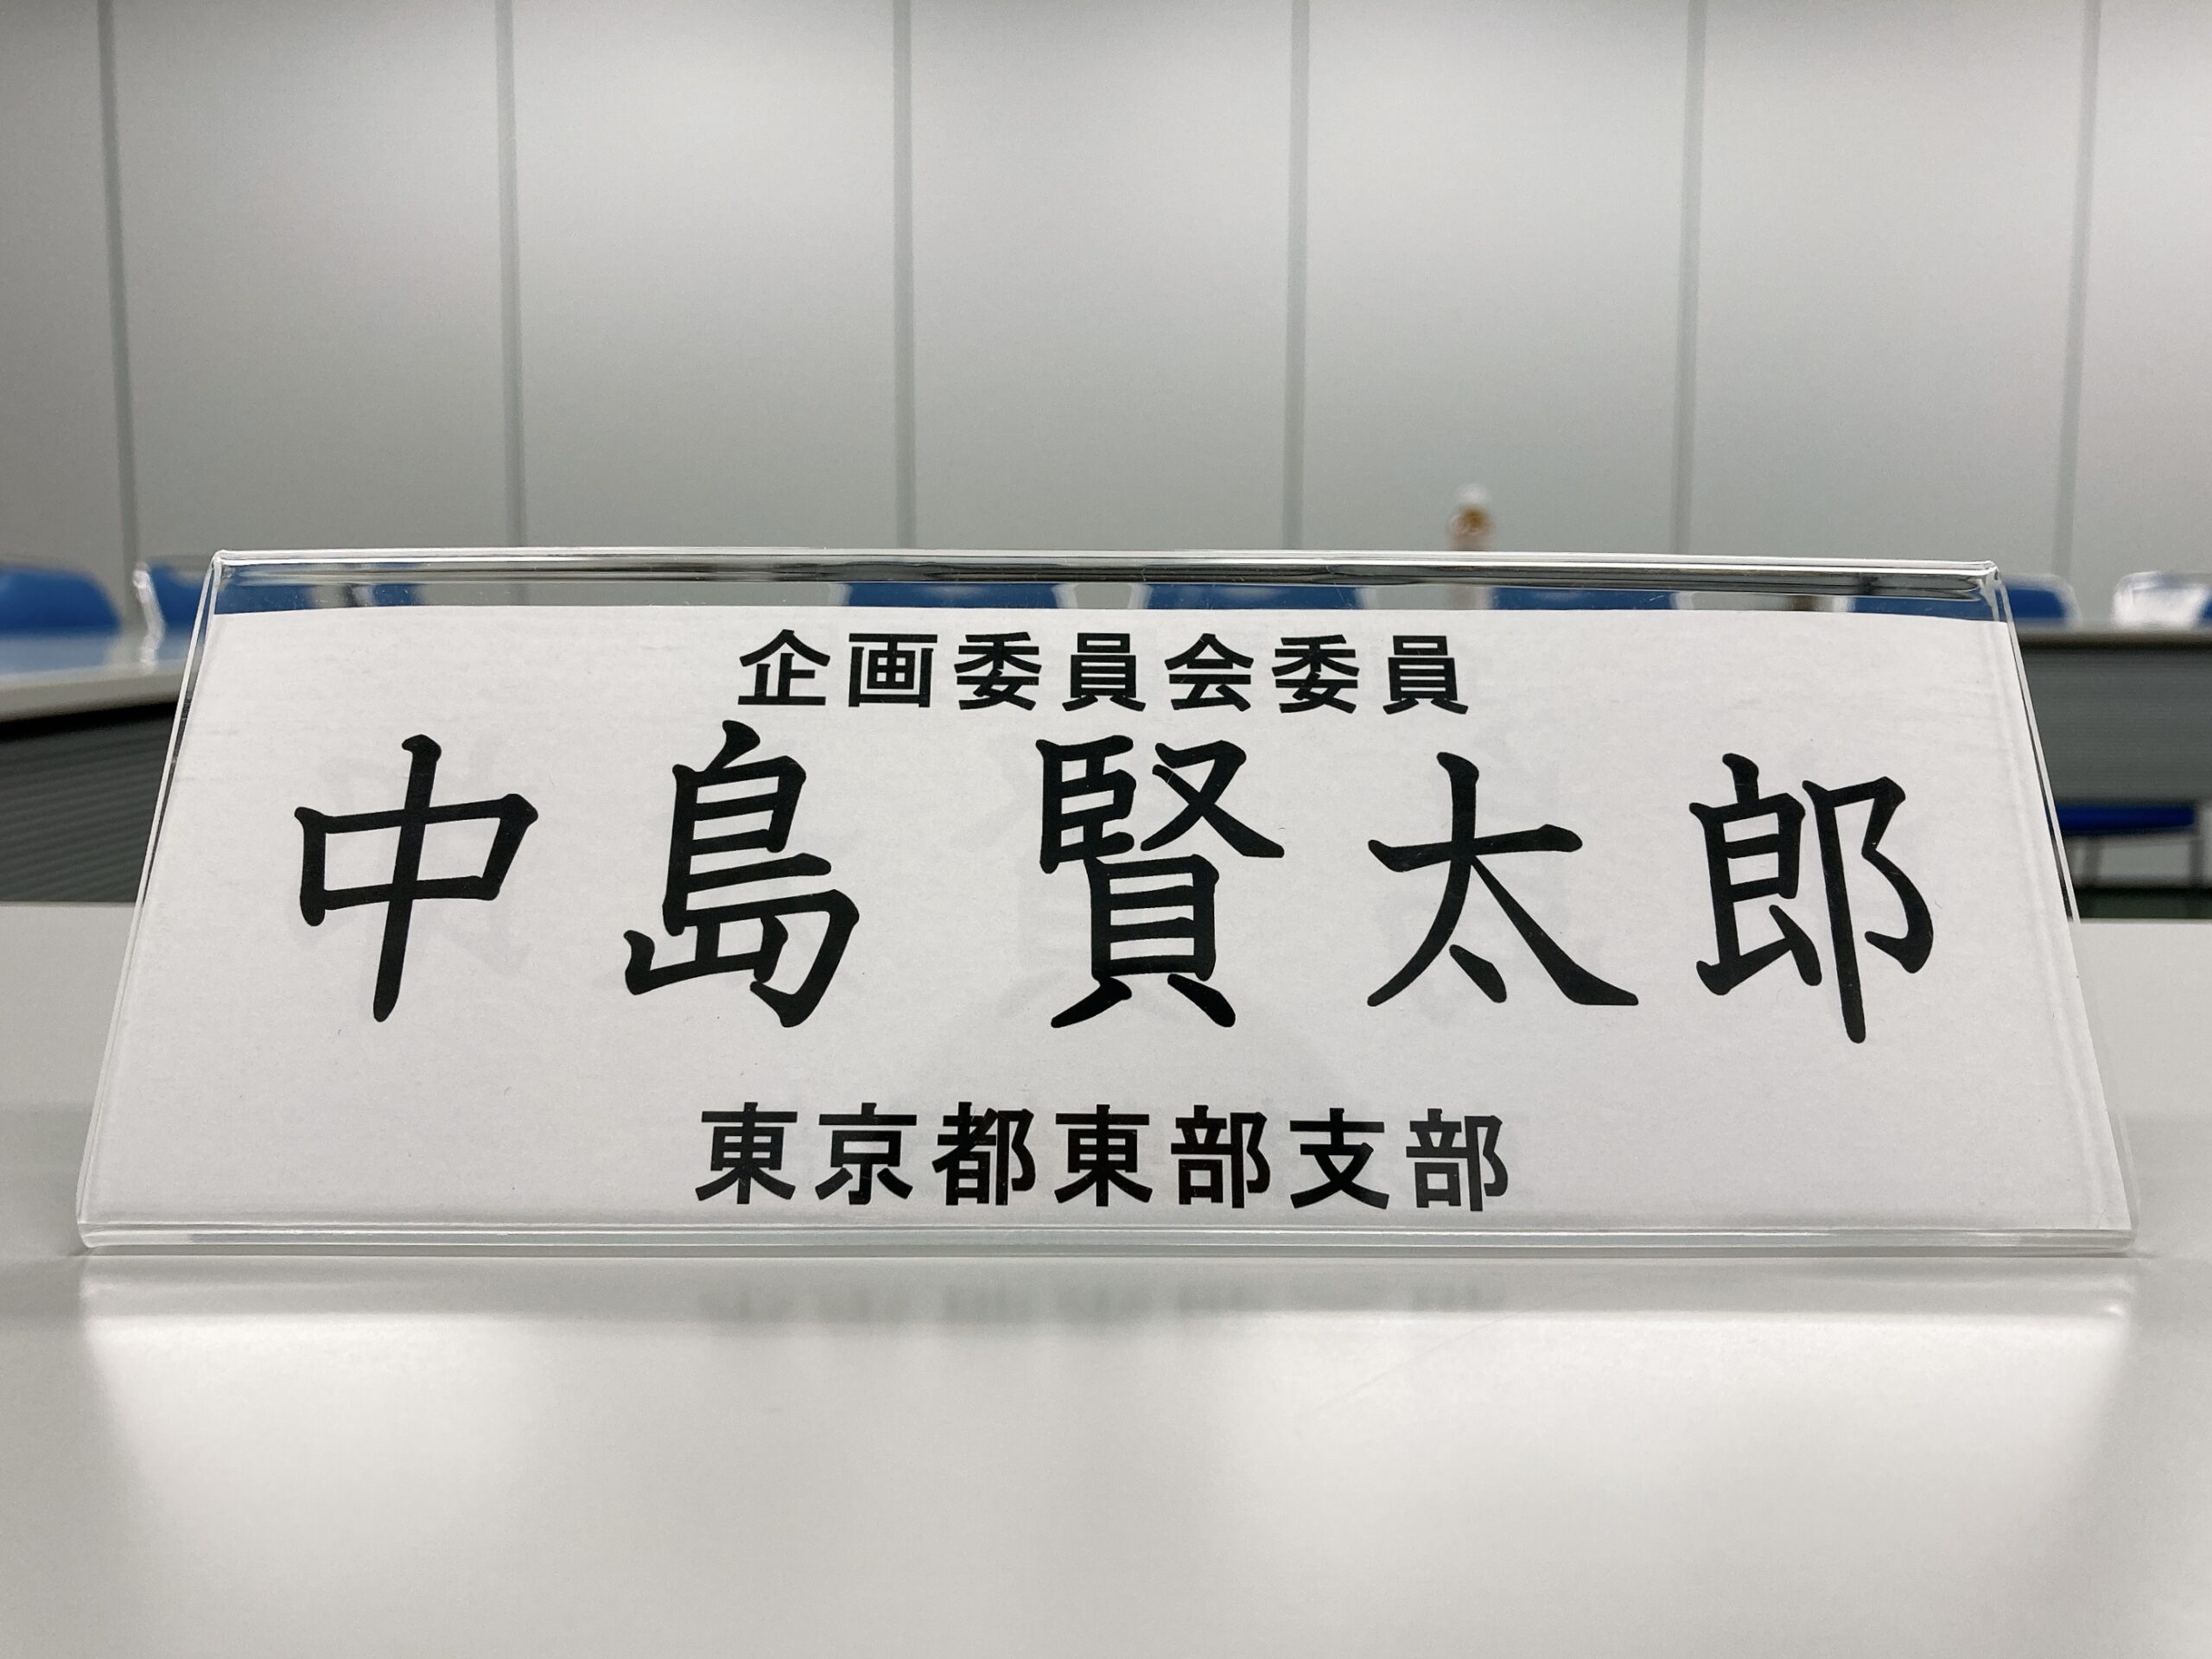 企画委員会委員
中島 賢太郎
東京都東部支部